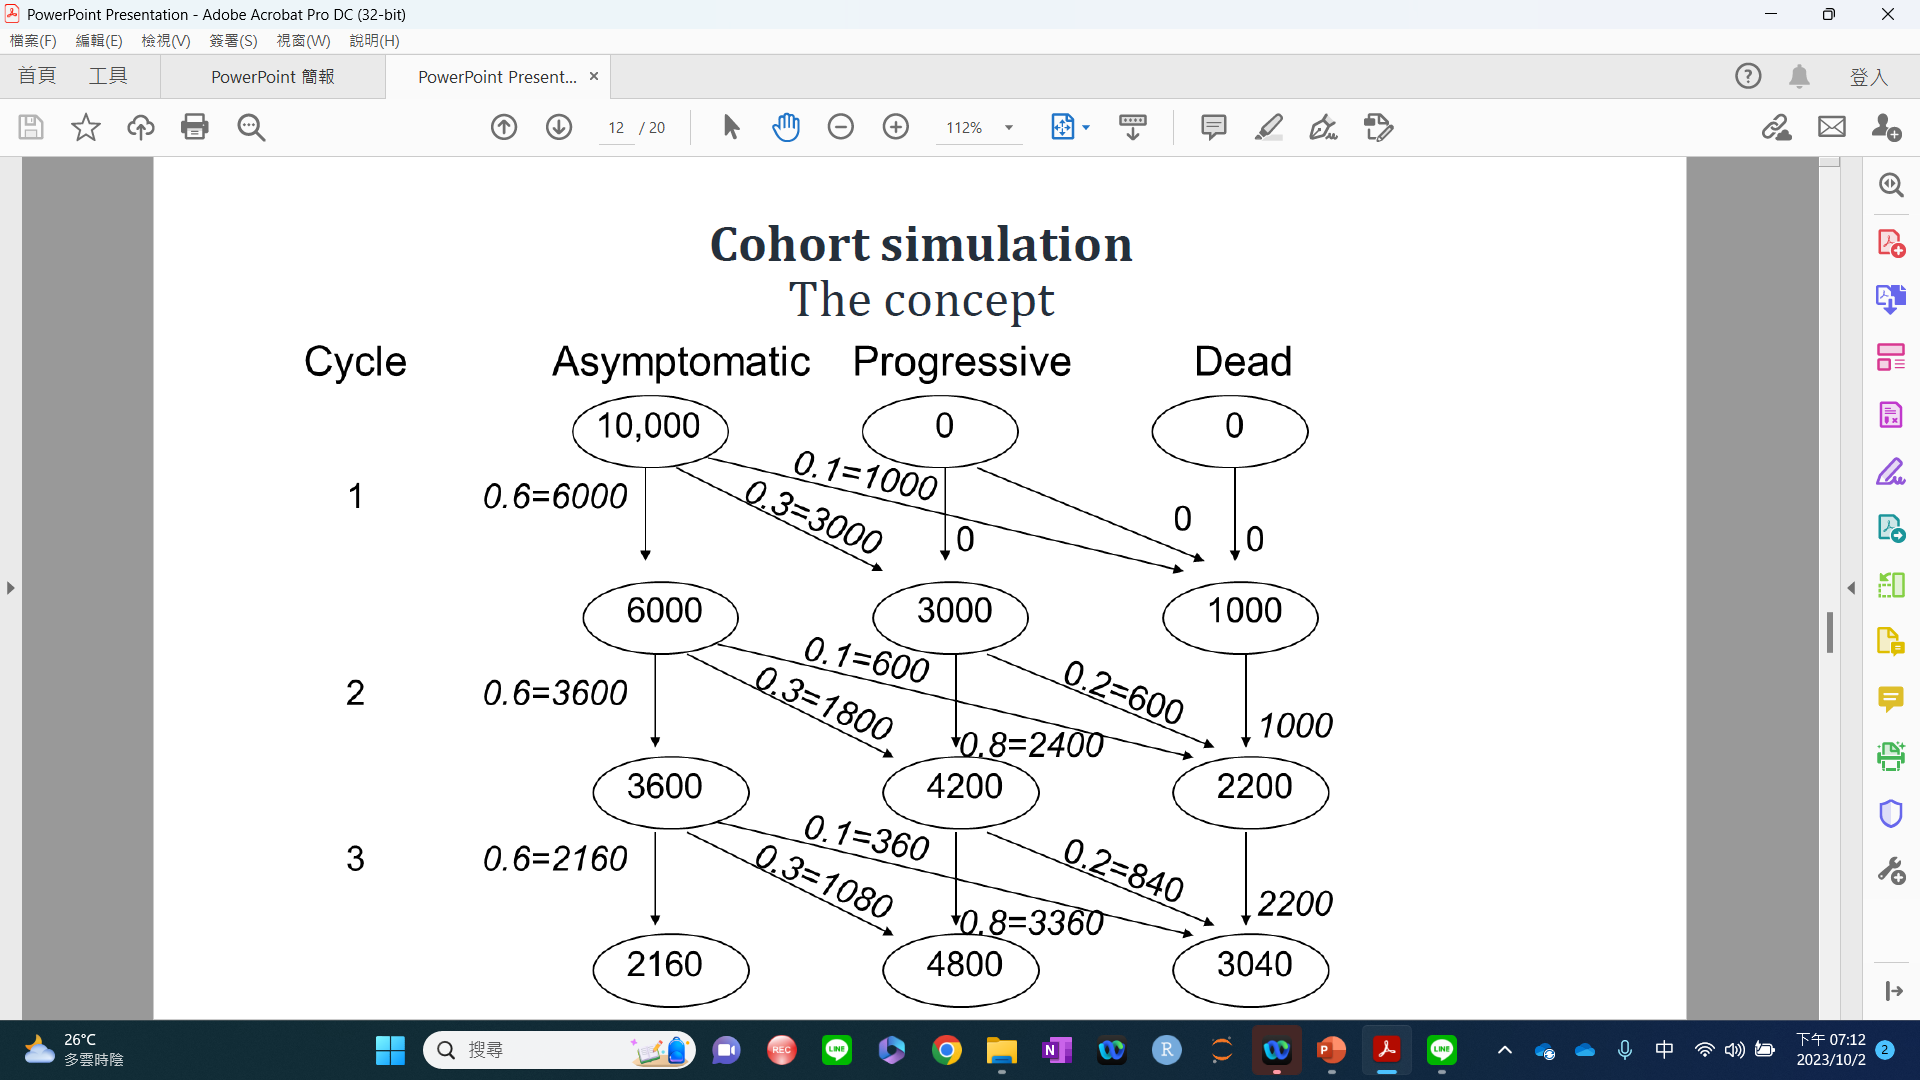 PowerPoint Presentation - Adobe Acrobat Pro DC (32-bit)
檔案(F) 編輯(E) 檢視(V) 簽署(S) 視窗(W) 說明(H)
首頁 工具 PowerPoint 簡報 PowerPoint Present... × 登入
12 / 20 112%
Cohort simulation
The concept
Cycle Asymptomatic Progressive Dead
10,000 0 0
1 0.6=6000 0.3=3000 0.1=1000 0 0 0
6000 3000 1000
2 0.6=3600 0.3=1800 0.1=600 0.8=2400 0.2=600 1000
3600 4200 2200
3 0.6=2160 0.3=1080 0.1=360 0.8=3360 0.2=840 2200
2160 4800 3040
26°C
多雲時陰
搜尋
REC
LINE
N
R
P
LINE
中
下午 07:12
2023/10/2
2